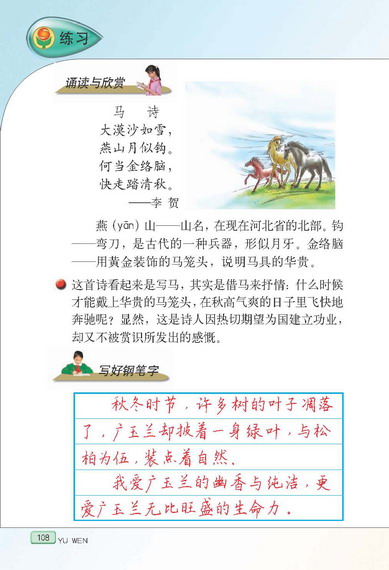 练习
诵读与欣赏
马 诗
大漠沙如雪，
燕山月似钩。
何当金络脑，
快走踏清秋。
——李 贺
燕（yān）山——山名，在现在河北省的北部。钩
——弯刀，是古代的一种兵器，形似月牙。金络脑
——用黄金装饰的马笼头，说明马具的华贵。
这首诗看起来是写马，其实是借马来抒情：什么时候
才能戴上华贵的马笼头，在秋高气爽的日子里飞快地
奔驰呢？显然，这是诗人因热切期望为国建立功业，
却又不被赏识所发出的感慨。
写好钢笔字
秋冬时节，许多树的叶子凋落
了，广玉兰却披着一身绿叶，与松
柏为伍，装点着自然。
我爱广玉兰的幽香与纯洁，更
爱广玉兰无比旺盛的生命力。
108
YU WEN